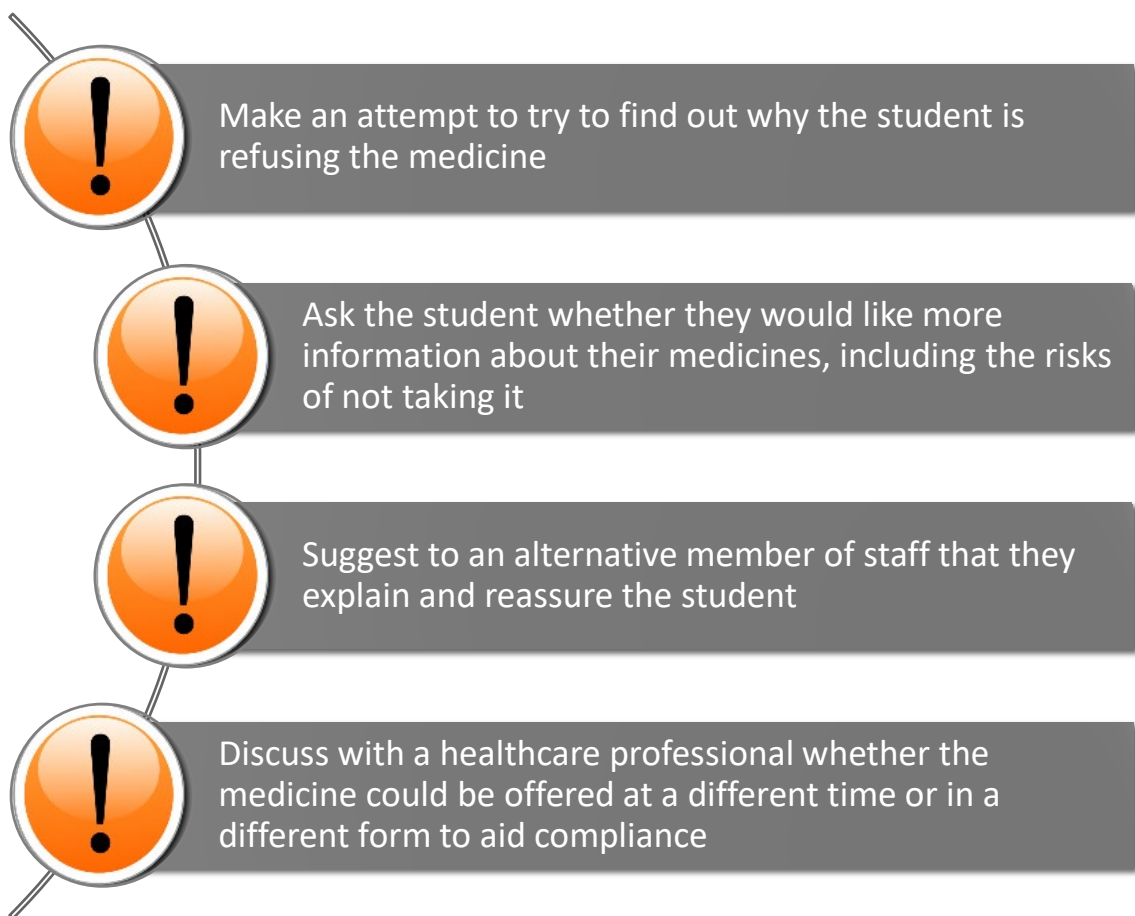 Make an attempt to try to find out why the student is
refusing the medicine
Ask the student whether they would like more
information about their medicines, including the risks
of not taking it
Suggest to an alternative member of staff that they
explain and reassure the student
Discuss with a healthcare professional whether the
medicine could be offered at a different time or in a
different form to aid compliance